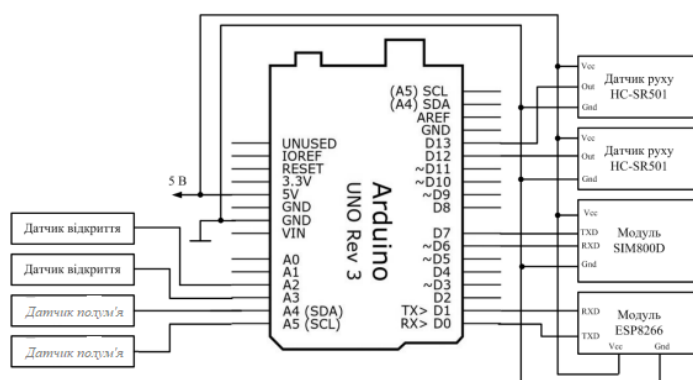 5 В
Датчик відкриття
Датчик відкриття
Датчик полум'я
Датчик полум'я
UNUSED
IOREF
RESET
3.3V
5V
GND
GND
VIN
A0
A1
A2
A3
A4 (SDA)
A5 (SCL)
Arduino
UNO Rev 3
(A5) SCL
(A4) SDA
AREF
GND
D13
D12
~D11
~D10
~D9
D8
D7
~D6
~D5
D4
~D3
D2
TX> D1
RX> D0
Vcc
Out
Gnd
Датчик руху
HC-SR501
Vcc
Out
Gnd
Датчик руху
HC-SR501
Vcc
TXD
RXD
Gnd
Модуль
SIM800D
RXD
TXD
Модуль
ESP8266
Vcc
Gnd